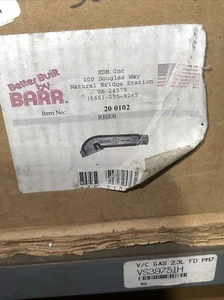 Better Built
by
BARR.
EDM Inc
100 Douglas Way
Natural Bridge Station
VA 24579
Item No:
20 0102
RISER
V/C GAS 2.3L FD PM7
VS39751H